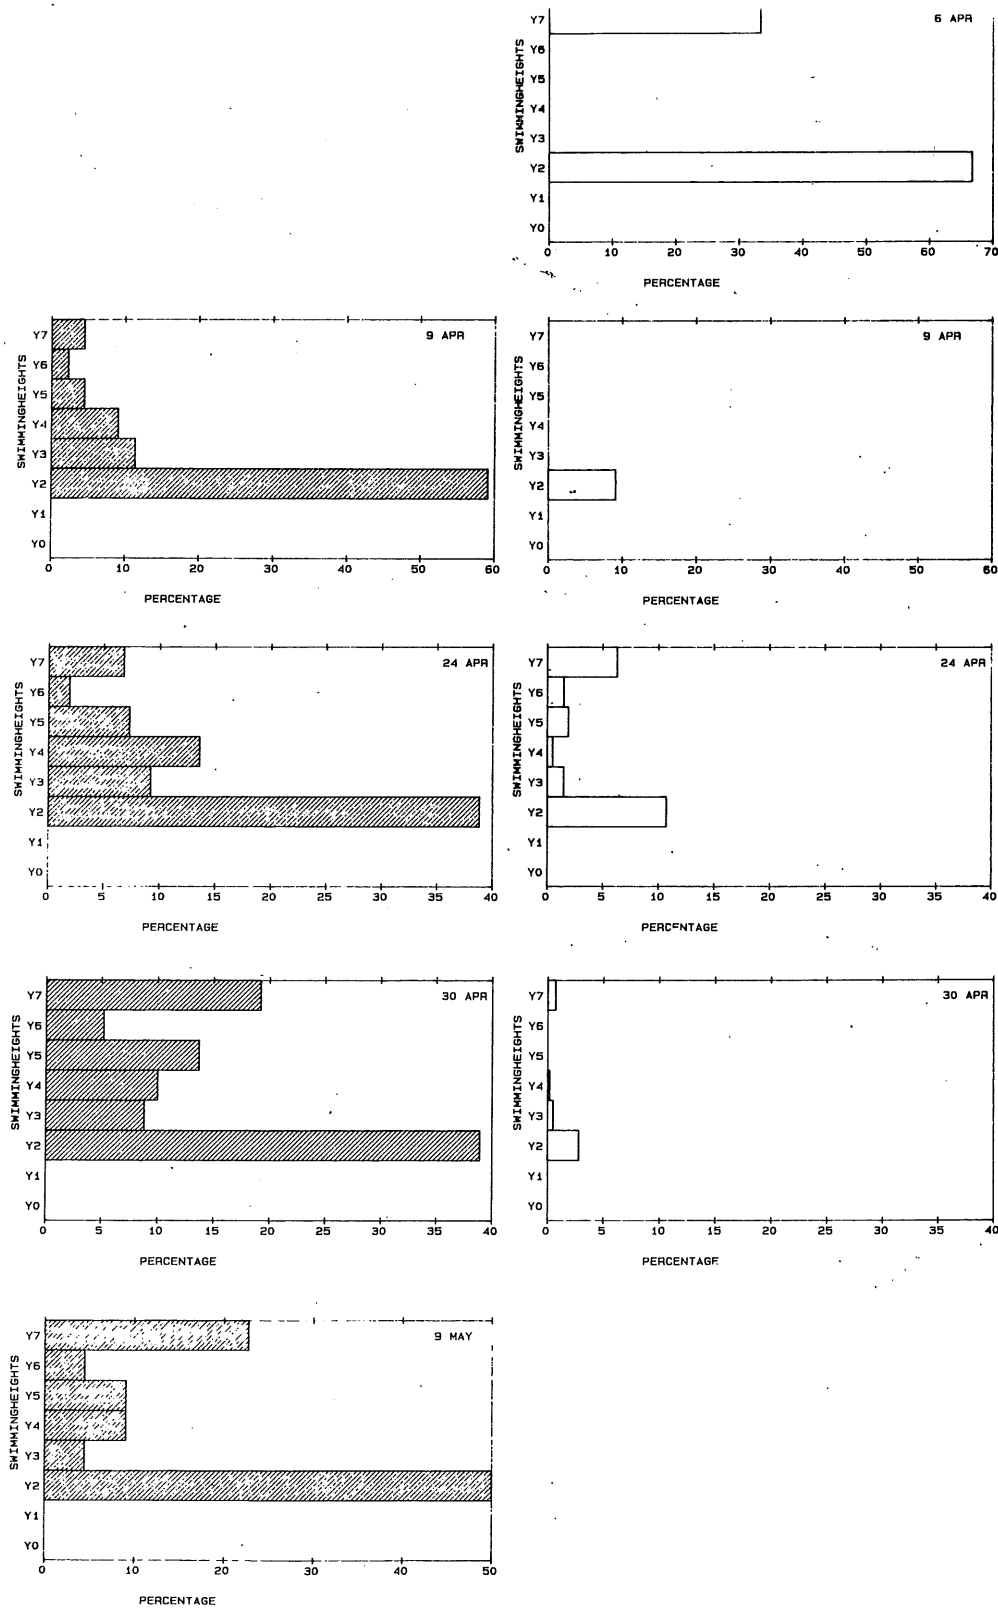 6 APR
SWIMMINGHEIGHTS
Y7
Y6
Y5
Y4
Y3
Y2
Y1
Y0
0 10 20 30 40 50 60 70
PERCENTAGE
9 APR
SWIMMINGHEIGHTS
Y7
Y6
Y5
Y4
Y3
Y2
Y1
Y0
0 10 20 30 40 50 60
PERCENTAGE
9 APR
SWIMMINGHEIGHTS
Y7
Y6
Y5
Y4
Y3
Y2
Y1
Y0
0 10 20 30 40 50 60
PERCENTAGE
24 APR
SWIMMINGHEIGHTS
Y7
Y6
Y5
Y4
Y3
Y2
Y1
Y0
0 5 10 15 20 25 30 35 40
PERCENTAGE
24 APR
SWIMMINGHEIGHTS
Y7
Y6
Y5
Y4
Y3
Y2
Y1
Y0
0 5 10 15 20 25 30 35 40
PERCENTAGE
30 APR
SWIMMINGHEIGHTS
Y7
Y6
Y5
Y4
Y3
Y2
Y1
Y0
0 5 10 15 20 25 30 35 40
PERCENTAGE
30 APR
SWIMMINGHEIGHTS
Y7
Y6
Y5
Y4
Y3
Y2
Y1
Y0
0 5 10 15 20 25 30 35 40
PERCENTAGE
9 MAY
SWIMMINGHEIGHTS
Y7
Y6
Y5
Y4
Y3
Y2
Y1
Y0
0 10 20 30 40 50
PERCENTAGE